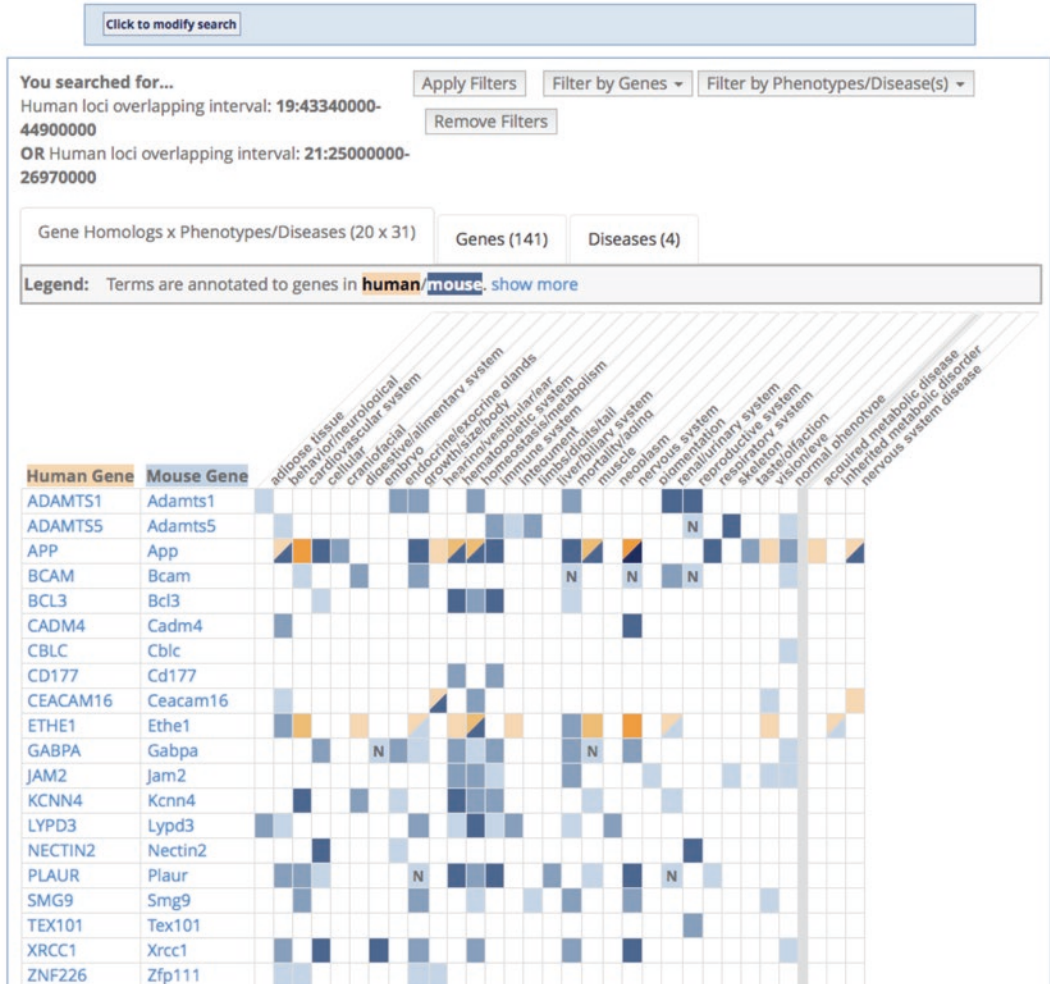 Click to modify search
You searched for...
Human loci overlapping interval: 19:43340000-
44900000
OR Human loci overlapping interval: 21:25000000-
26970000
Apply Filters
Filter by Genes
Filter by Phenotypes/Disease(s)
Remove Filters
Gene Homologs x Phenotypes/Diseases (20 x 31)
Genes (141)
Diseases (4)
Legend: Terms are annotated to genes in human/mouse. show more
adipose tissue
behavior/neurological
cardiovascular system
cellular
craniofacial
digestive/alimentary system
embryo
endocrine/exocrine glands
growth/size/body
hearing/vestibular/ear
hematopoietic system
homeostasis/metabolism
immune system
integument
limbs/digits/tail
liver/biliary system
mortality/aging
muscle
neoplasm
nervous system
pigmentation
renal/urinary system
reproductive system
respiratory system
skeleton
taste/olfaction
vision/eye
normal phenotype
acquired metabolic disease
inherited metabolic disorder
nervous system disease
Human Gene Mouse Gene
ADAMTS1 Adamts1
ADAMTS5 Adamts5 N
APP App
BCAM Bcam N N N
BCL3 Bcl3
CADM4 Cadm4
CBLC Cblc
CD177 Cd177
CEACAM16 Ceacam16
ETHE1 Ethe1
GABPA Gabpa N N
JAM2 Jam2
KCNN4 Kcnn4
LYPD3 Lypd3
NECTIN2 Nectin2
PLAUR Plaur N N
SMG9 Smg9
TEX101 Tex101
XRCC1 Xrcc1
ZNF226 Zfp111